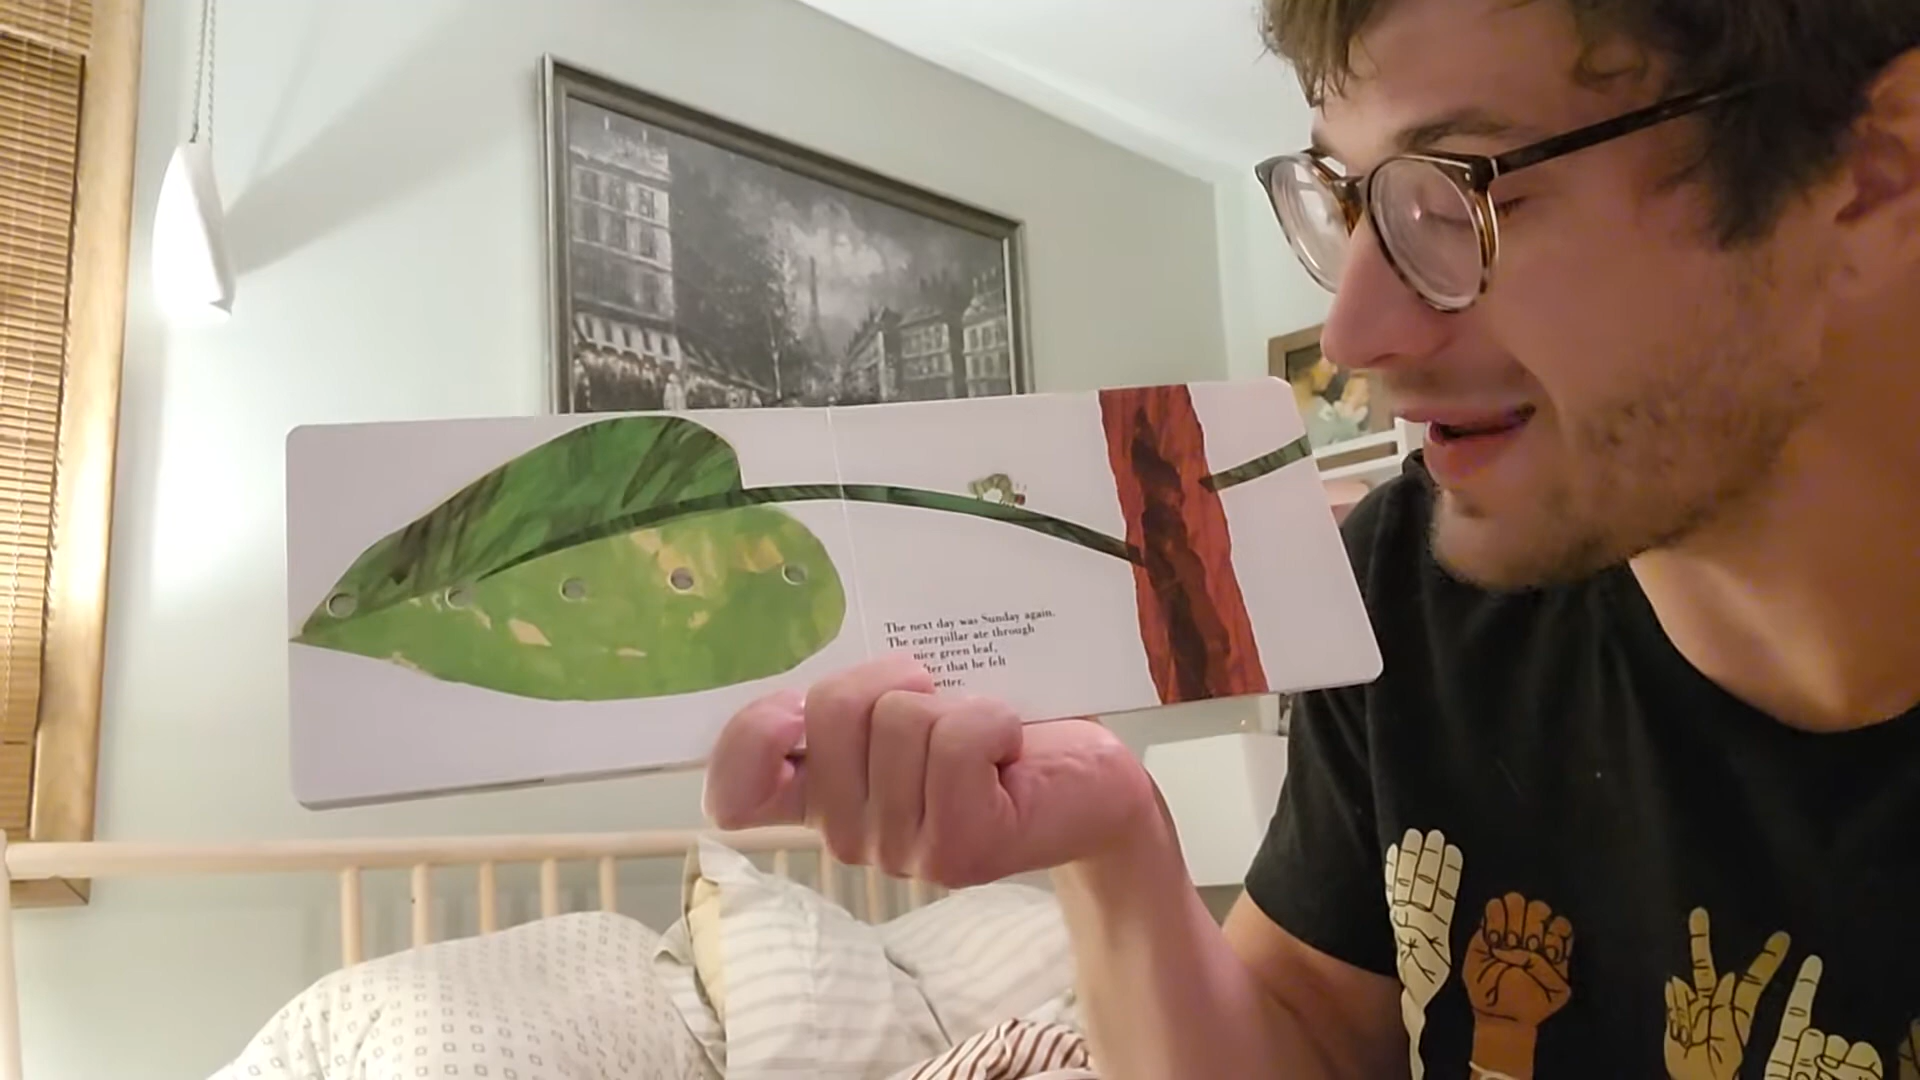 The next day was Sunday again.
The caterpillar ate through
nice green leaf,
that he felt